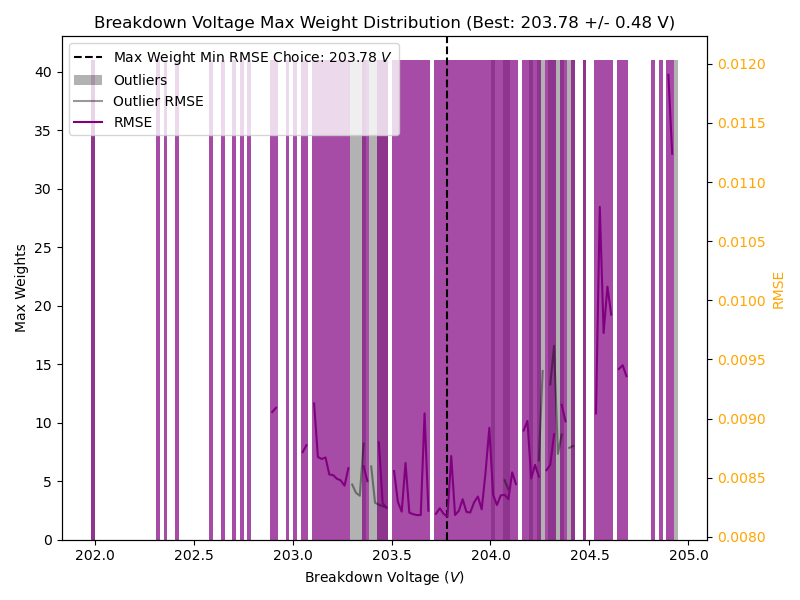 Breakdown Voltage Max Weight Distribution (Best: 203.78 +/- 0.48 V)
Max Weight Min RMSE Choice: 203.78 V
Outliers
Outlier RMSE
RMSE
40
35
30
25
20
15
10
5
0
Max Weights
0.0120
0.0115
0.0110
0.0105
0.0100
0.0095
0.0090
0.0085
0.0080
RMSE
202.0 202.5 203.0 203.5 204.0 204.5 205.0
Breakdown Voltage (V)